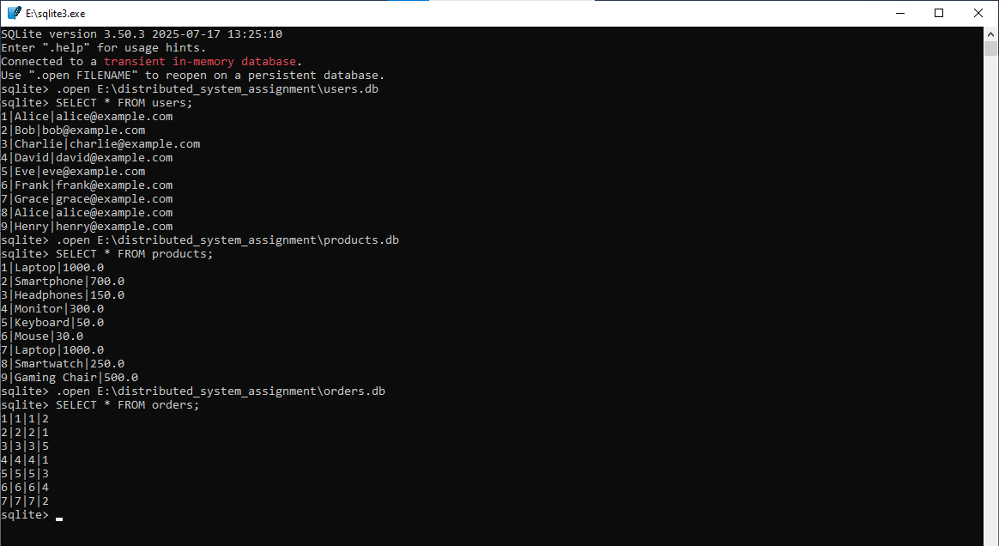 E:\sqlite3.exe
SQLite version 3.50.3 2025-07-17 13:25:10
Enter ".help" for usage hints.
Connected to a transient in-memory database.
Use ".open FILENAME" to reopen on a persistent database.
sqlite> .open E:\distributed_system_assignment\users.db
sqlite> SELECT * FROM users;
1|Alice|alice@example.com
2|Bob|bob@example.com
3|Charlie|charlie@example.com
4|David|david@example.com
5|Eve|eve@example.com
6|Frank|frank@example.com
7|Grace|grace@example.com
8|Alice|alice@example.com
9|Henry|henry@example.com
sqlite> .open E:\distributed_system_assignment\products.db
sqlite> SELECT * FROM products;
1|Laptop|1000.0
2|Smartphone|700.0
3|Headphones|150.0
4|Monitor|300.0
5|Keyboard|50.0
6|Mouse|30.0
7|Laptop|1000.0
8|Smartwatch|250.0
9|Gaming Chair|500.0
sqlite> .open E:\distributed_system_assignment\orders.db
sqlite> SELECT * FROM orders;
1|1|1|2
2|2|2|1
3|3|3|5
4|4|4|1
5|5|5|3
6|6|6|4
7|7|7|2
sqlite>